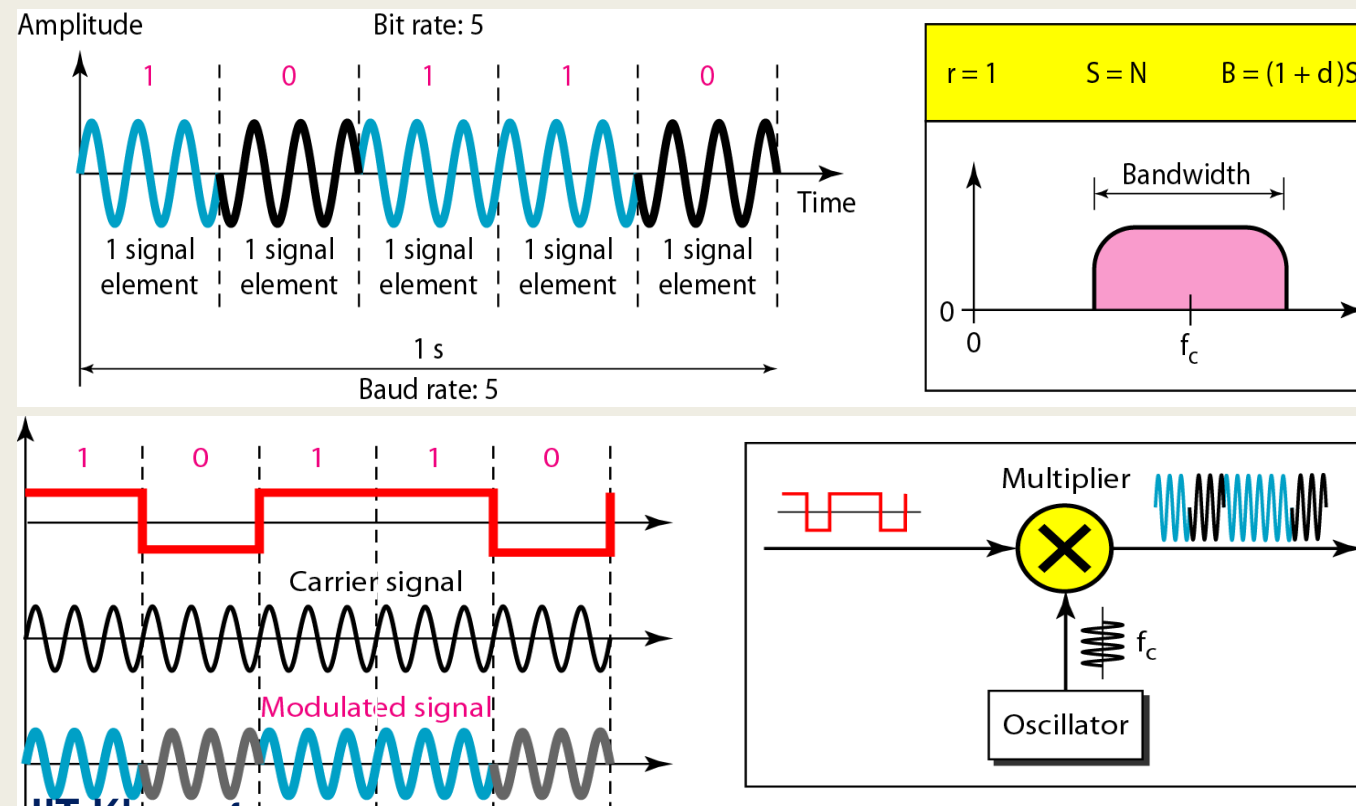 Amplitude
Bit rate: 5
1 0 1 1 0
Time
1 signal 1 signal 1 signal 1 signal 1 signal
element element element element element
1 s
Baud rate: 5
r = 1 S = N B = (1 + d)S
Bandwidth
0
0
fc
1 0 1 1 0
Carrier signal
Modulated signal
Multiplier
fc
Oscillator